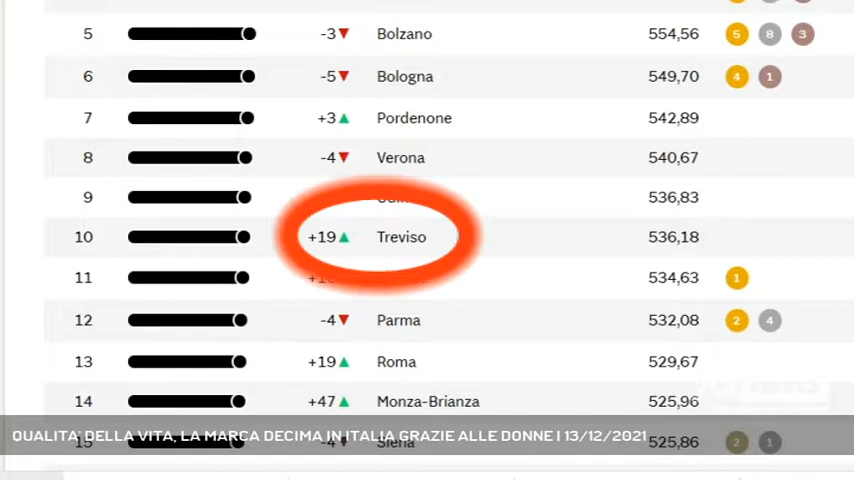 5 -3 Bolzano 554,56 5 8 3
6 -5 Bologna 549,70 4 1
7 +3 Pordenone 542,89
8 -4 Verona 540,67
9 536,83
10 +19 Treviso 536,18
11 534,63 1
12 -4 Parma 532,08 2 4
13 +19 Roma 529,67
14 +47 Monza-Brianza 525,96
15 -4 Siena 525,86 2 1
QUALITA' DELLA VITA, LA MARCA DECIMA IN ITALIA GRAZIE ALLE DONNE | 13/12/2021